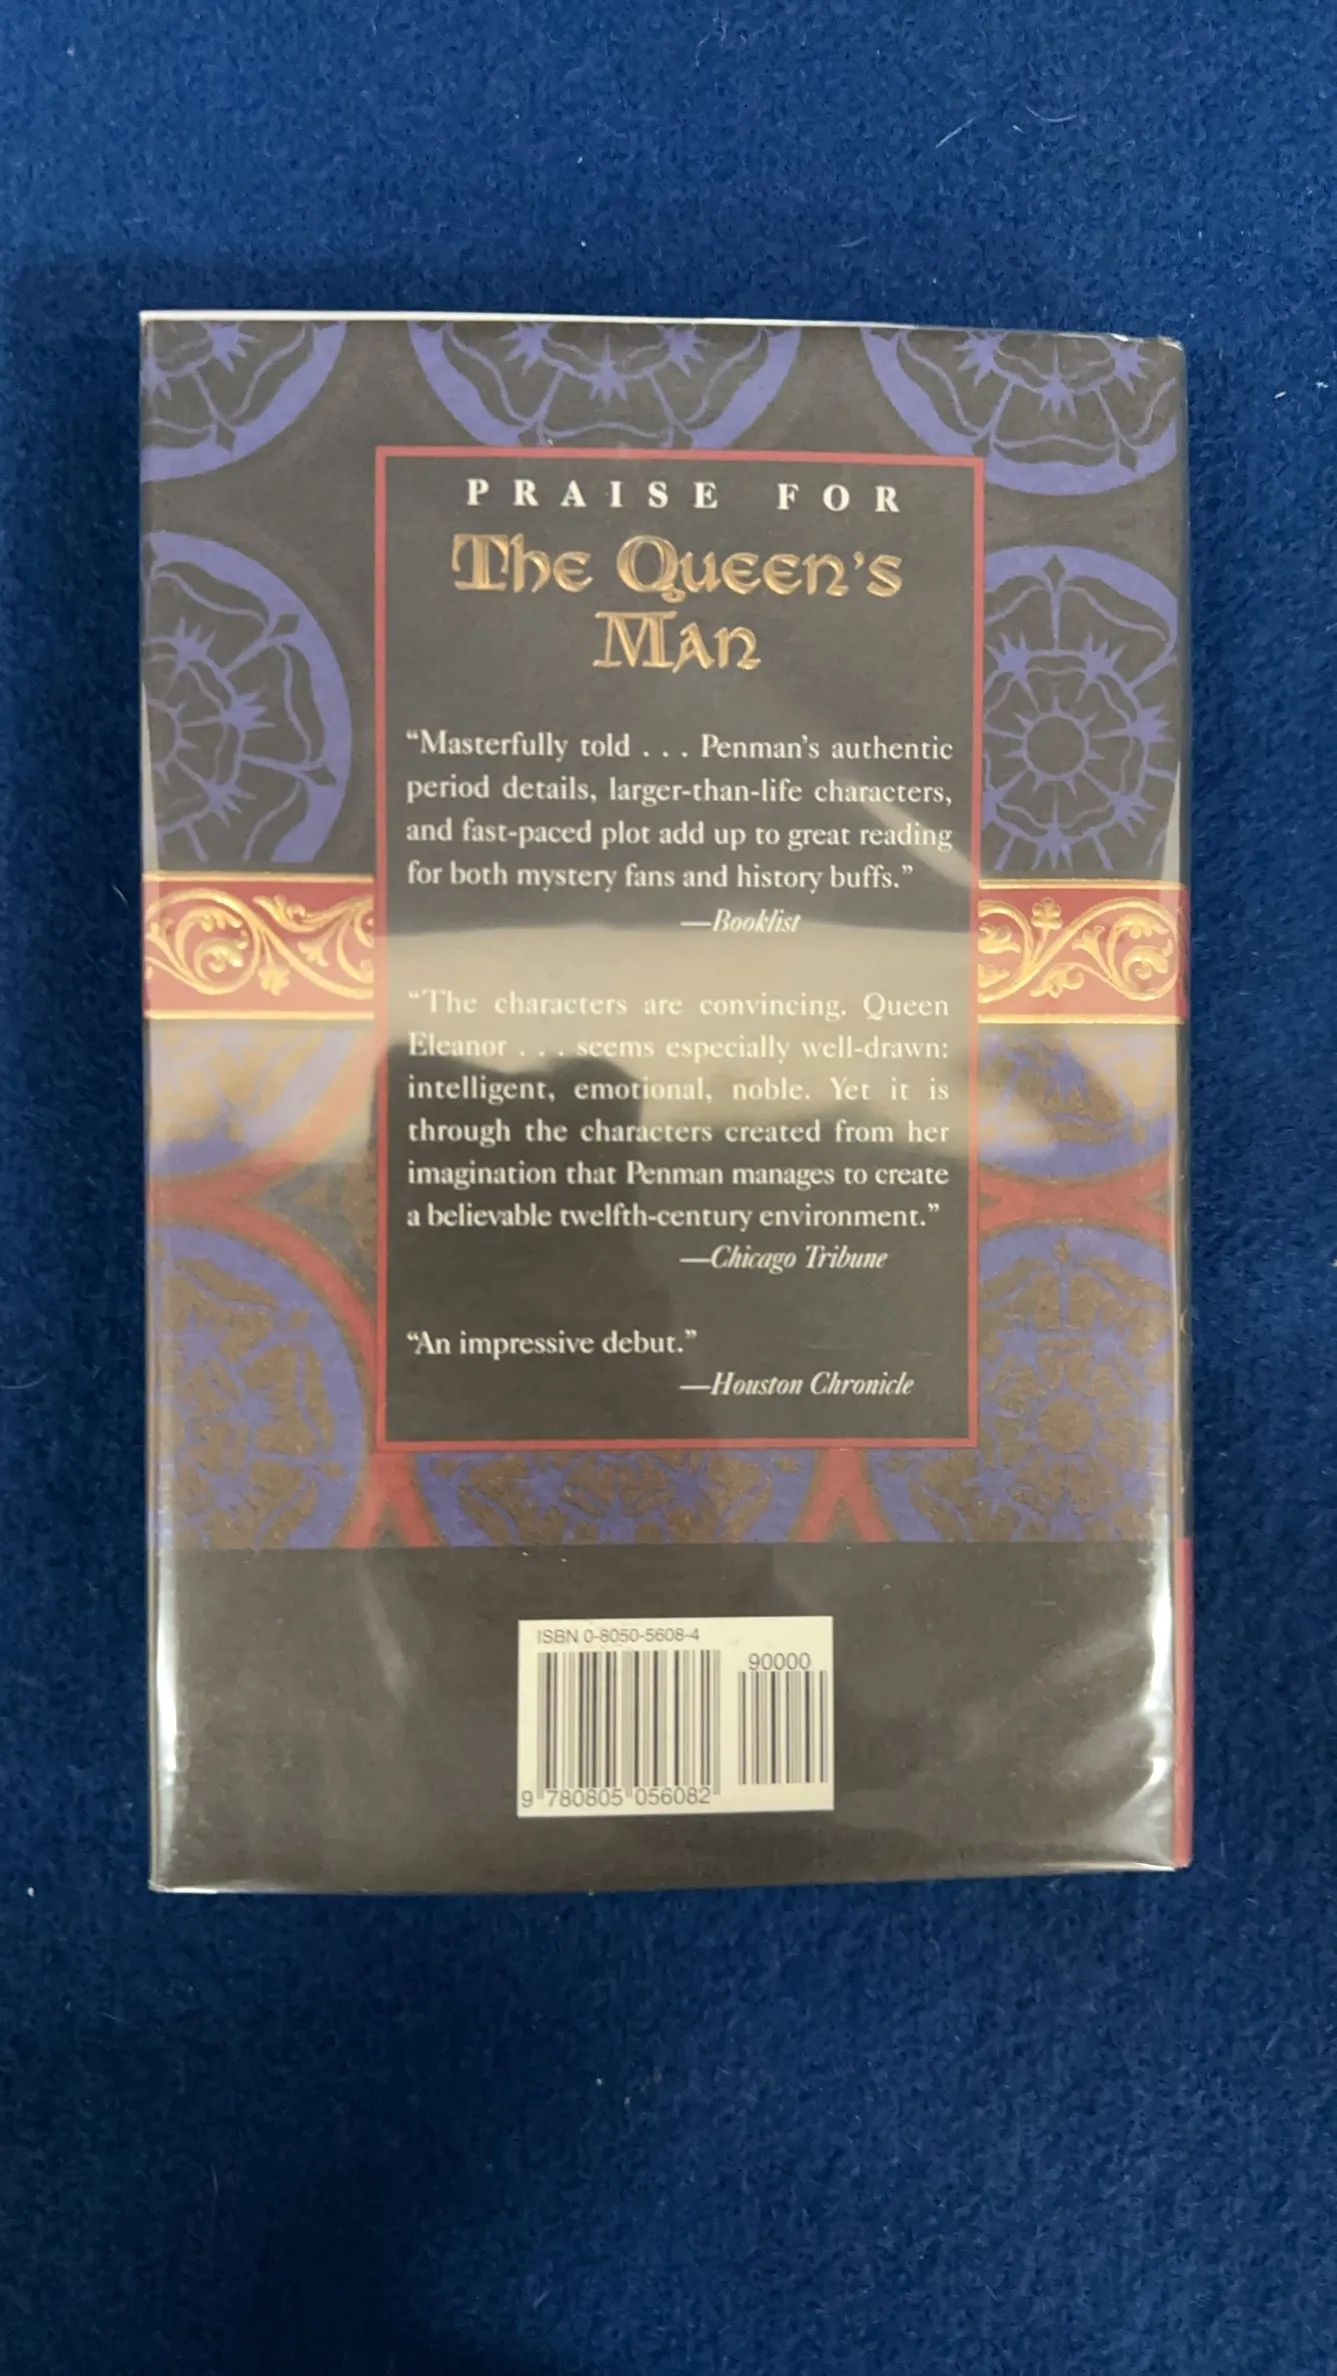 PRAISE FOR
The Queen's
Man
“Masterfully told . . . Penman’s authentic
period details, larger-than-life characters,
and fast-paced plot add up to great reading
for both mystery fans and history buffs.”
—Booklist
“The characters are convincing. Queen
Eleanor . . . seems especially well-drawn:
intelligent, emotional, noble. Yet it is
through the characters created from her
imagination that Penman manages to create
a believable twelfth-century environment.”
—Chicago Tribune
“An impressive debut.”
—Houston Chronicle
ISBN 0-8050-5608-4
90000
9 780805 056082